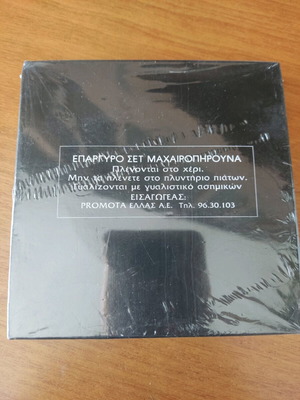 ΕΠΑΡΓΥΡΟ ΣΕΤ ΜΑΧΑΙΡΟΠΗΡΟΥΝΑ
Πλένονται στο χέρι.
Μην τα πλένετε στο πλυντήριο πιάτων.
Γυαλίζονται με γυαλιστικό ασημικών
ΕΙΣΑΓΩΓΕΑΣ:
PROMOTA ΕΛΛΑΣ Α.Ε. Τηλ. 96.30.103